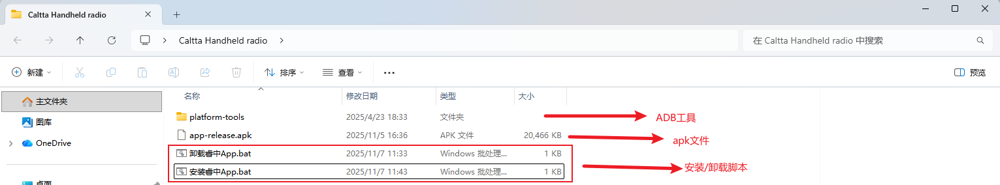 Caltta Handheld radio
Caltta Handheld radio
在 Caltta Handheld radio 中搜索
新建
排序
查看
预览
主文件夹
图库
OneDrive
桌面
名称 修改日期 类型 大小
platform-tools 2025/4/23 18:33 文件夹 ADB工具
app-release.apk 2025/11/5 16:36 APK 文件 20,466 KB apk文件
卸载睿中App.bat 2025/11/7 11:33 Windows 批处理... 1 KB
安装睿中App.bat 2025/11/7 11:43 Windows 批处理... 1 KB
安装/卸载脚本